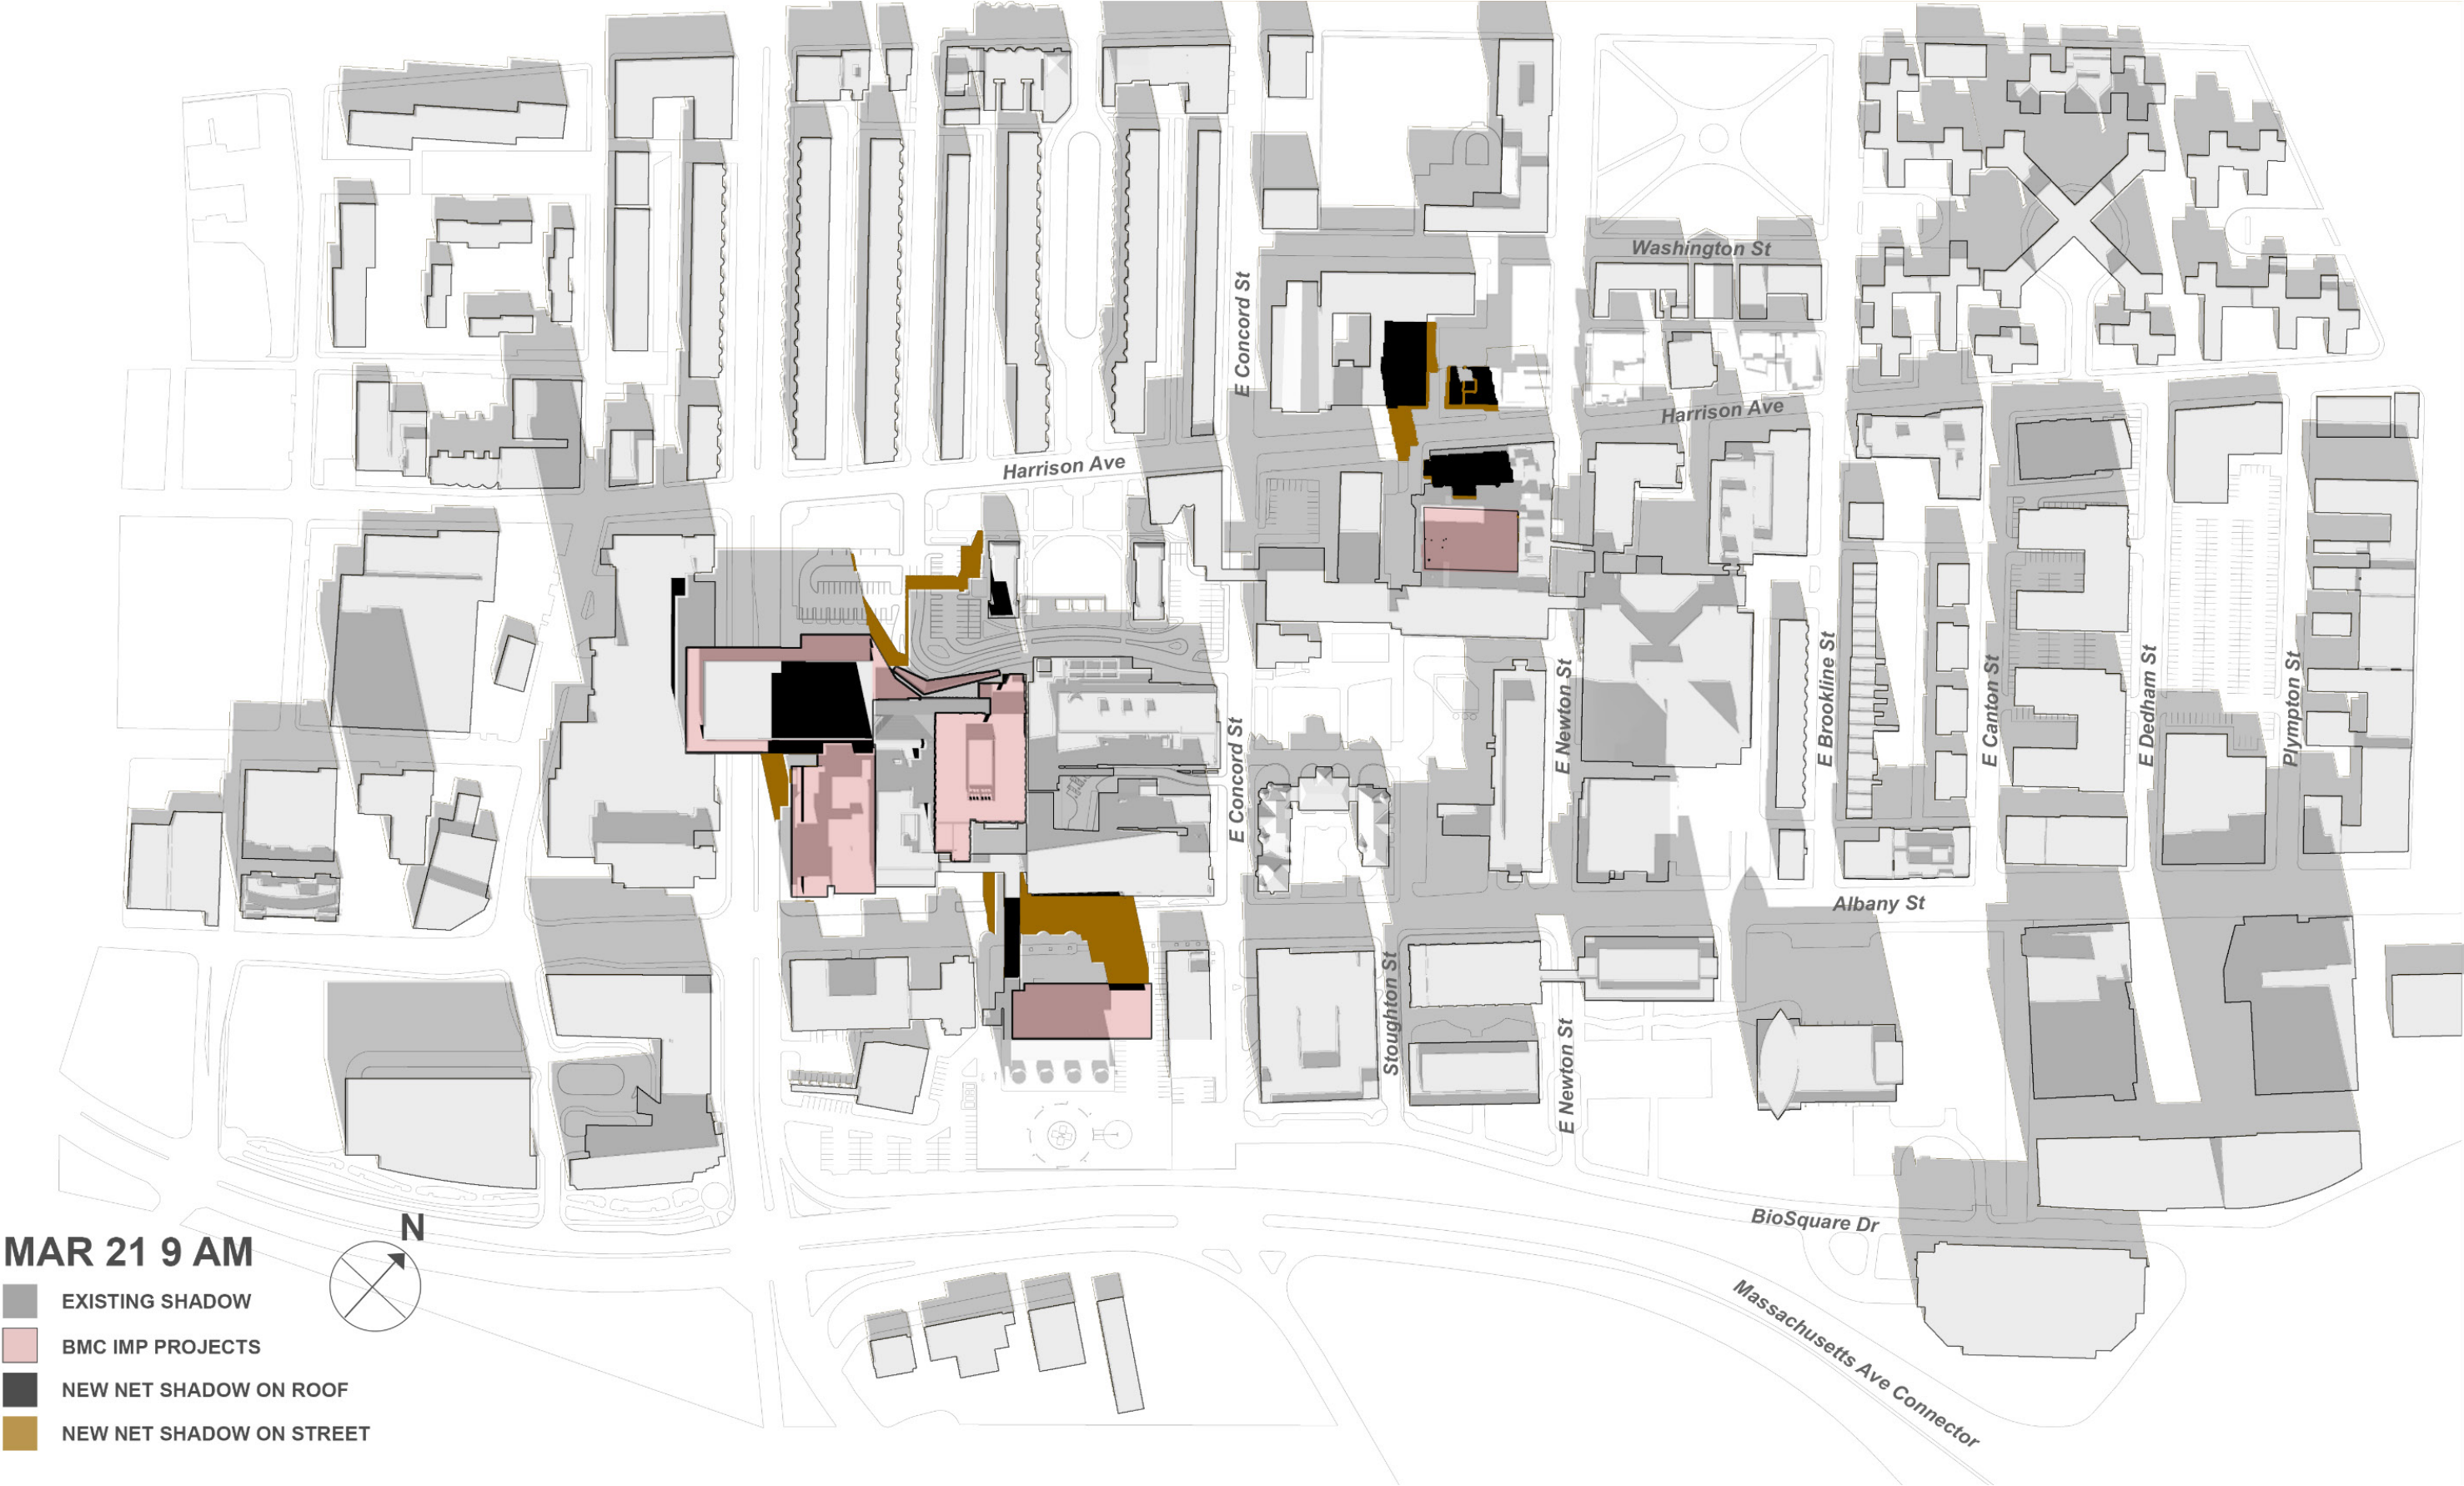 Washington St
E Concord St
Harrison Ave
Harrison Ave
E Newton St
E Brookline St
E Canton St
E Dedham St
Plympton St
E Concord St
Albany St
Stoughton St
E Newton St
BioSquare Dr
Massachusetts Ave Connector
N
MAR 21 9 AM
EXISTING SHADOW
BMC IMP PROJECTS
NEW NET SHADOW ON ROOF
NEW NET SHADOW ON STREET